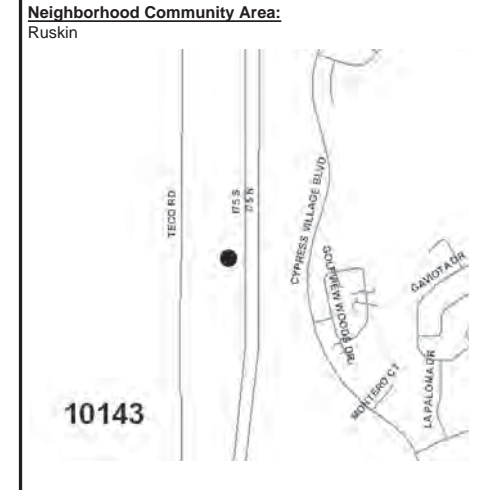 Neighborhood Community Area:
Ruskin
TECO RD
I75 S
I75 N
CYPRESS VILLAGE BLVD
GOLFVIEW WOODS DR
GAVIOTA DR
MONTERO CT
LA PALOMA DR
10143